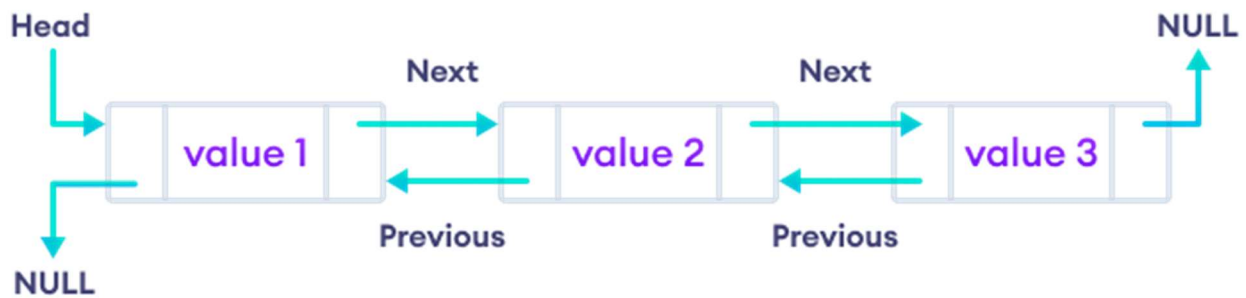 Head
NULL
Next
Next
value 1
value 2
value 3
Previous
Previous
NULL